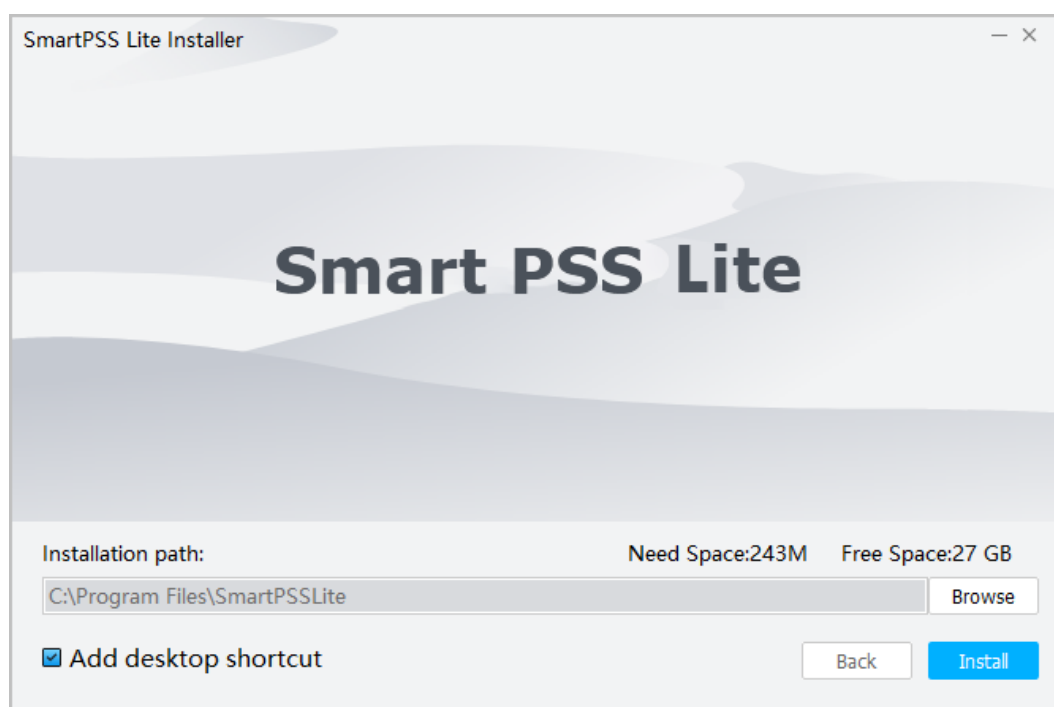 SmartPSS Lite Installer
Smart PSS Lite
Installation path: Need Space:243M Free Space:27 GB
C:\Program Files\SmartPSSLite Browse
Add desktop shortcut Back Install